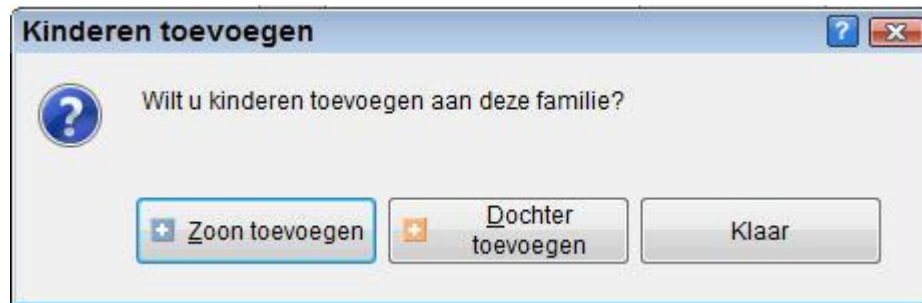 Kinderen toevoegen
?
Wilt u kinderen toevoegen aan deze familie?
Zoon toevoegen
Dochter
toevoegen
Klaar